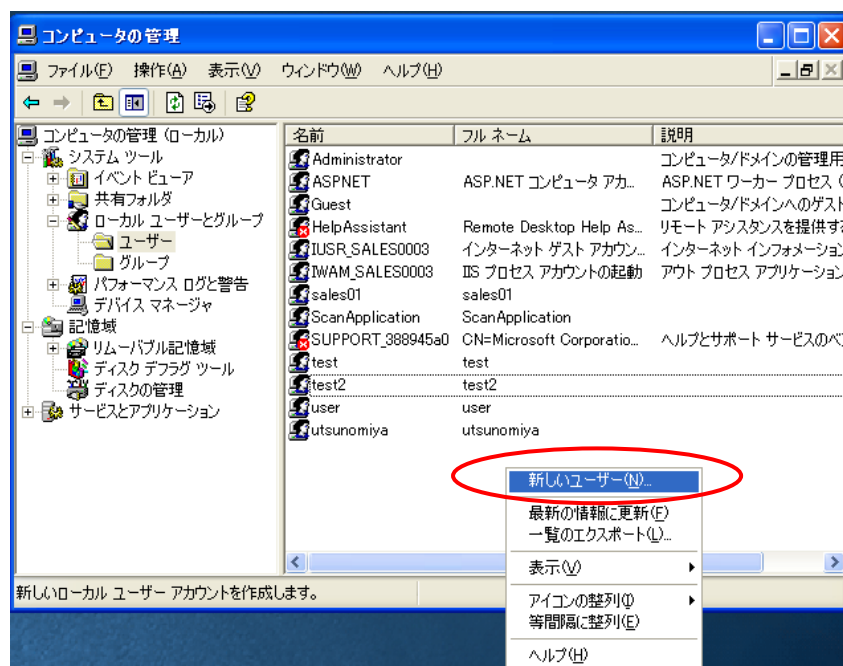 コンピュータの管理
ファイル(F) 操作(A) 表示(V) ウィンドウ(W) ヘルプ(H)
コンピュータの管理 (ローカル)
システム ツール
イベント ビューア
共有フォルダ
ローカル ユーザーとグループ
ユーザー
グループ
パフォーマンス ログと警告
デバイス マネージャ
記憶域
リムーバブル記憶域
ディスク デフラグ ツール
ディスクの管理
サービスとアプリケーション
名前 フル ネーム 説明
Administrator コンピュータ/ドメインの管理用
ASPNET ASP.NET コンピュータ アカ... ASP.NET ワーカー プロセス (
Guest コンピュータ/ドメインへのゲスト
HelpAssistant Remote Desktop Help As... リモート アシスタンスを提供する
IUSR_SALES0003 インターネット ゲスト アカウン... インターネット インフォメーション
IWAM_SALES0003 IIS プロセス アカウントの起動 アウト プロセス アプリケーション
sales01 sales01
ScanApplication ScanApplication
SUPPORT_388945a0 CN=Microsoft Corporatio... ヘルプとサポート サービスのベ
test test
test2 test2
user user
utsunomiya utsunomiya
新しいユーザー(N)...
最新の情報に更新(F)
一覧のエクスポート(L)...
表示(V)
アイコンの整列(I)
等間隔に整列(E)
ヘルプ(H)
新しいローカル ユーザー アカウントを作成します。